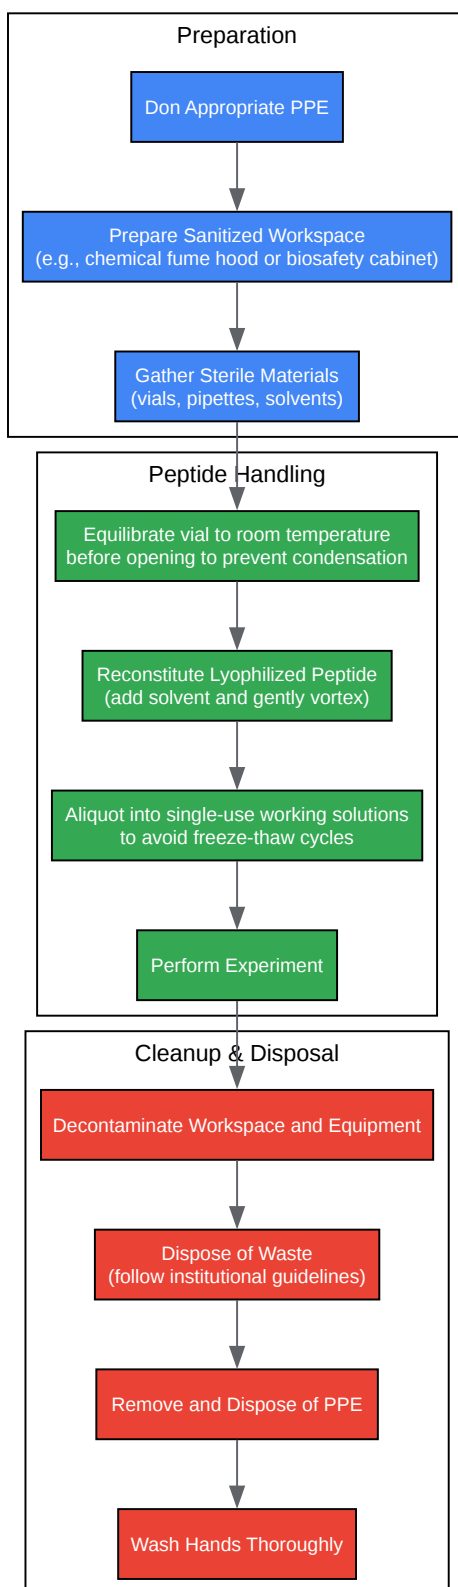 Preparation
Don Appropriate PPE
Prepare Sanitized Workspace
(e.g., chemical fume hood or biosafety cabinet)
Gather Sterile Materials
(vials, pipettes, solvents)
Peptide Handling
Equilibrate vial to room temperature
before opening to prevent condensation
Reconstitute Lyophilized Peptide
(add solvent and gently vortex)
Aliquot into single-use working solutions
to avoid freeze-thaw cycles
Perform Experiment
Cleanup & Disposal
Decontaminate Workspace and Equipment
Dispose of Waste
(follow institutional guidelines)
Remove and Dispose of PPE
Wash Hands Thoroughly